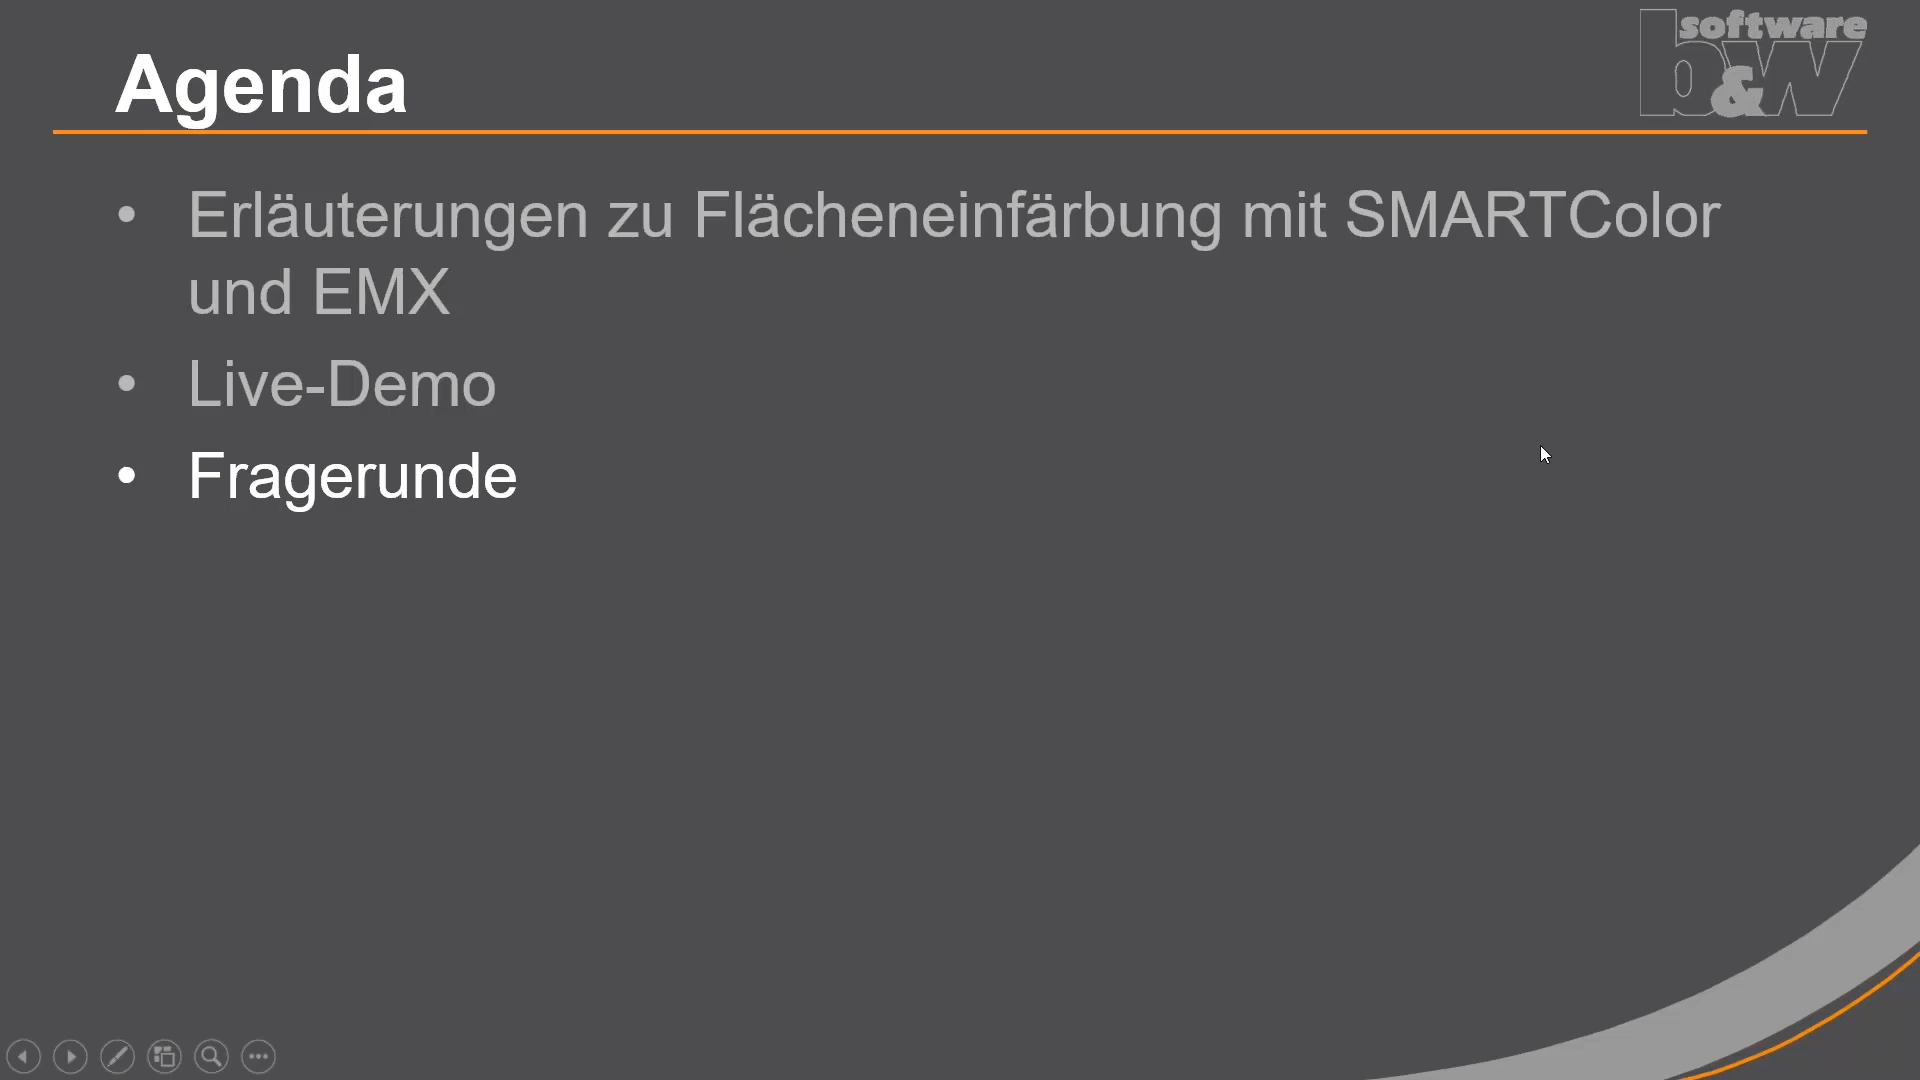 Agenda
software
b&w
• Erläuterungen zu Flächeneinfärbung mit SMARTColor
und EMX
• Live-Demo
• Fragerunde